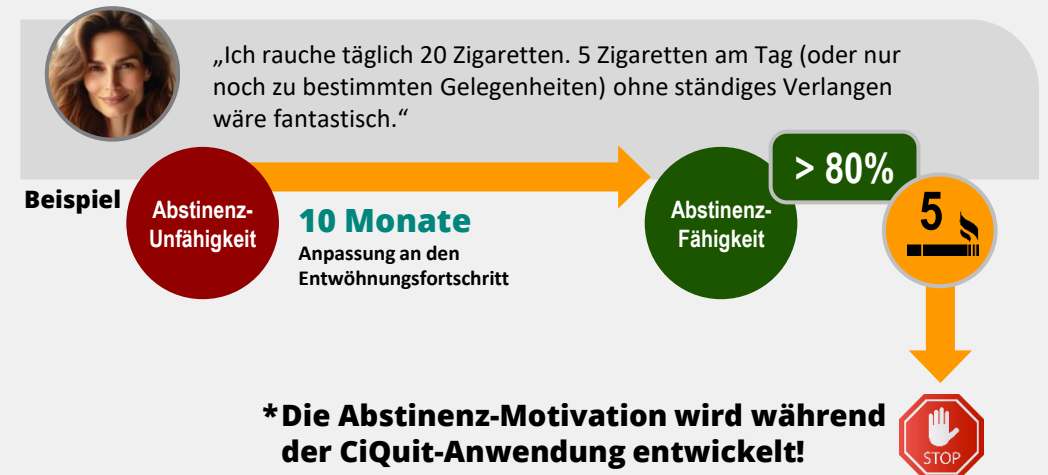 „Ich rauche täglich 20 Zigaretten. 5 Zigaretten am Tag (oder nur
noch zu bestimmten Gelegenheiten) ohne ständiges Verlangen
wäre fantastisch.“
> 80%
Beispiel
Abstinenz-
Unfähigkeit
10 Monate
Anpassung an den
Entwöhnungsfortschritt
Abstinenz-
Fähigkeit
5
*Die Abstinenz-Motivation wird während
der CiQuit-Anwendung entwickelt!
STOP